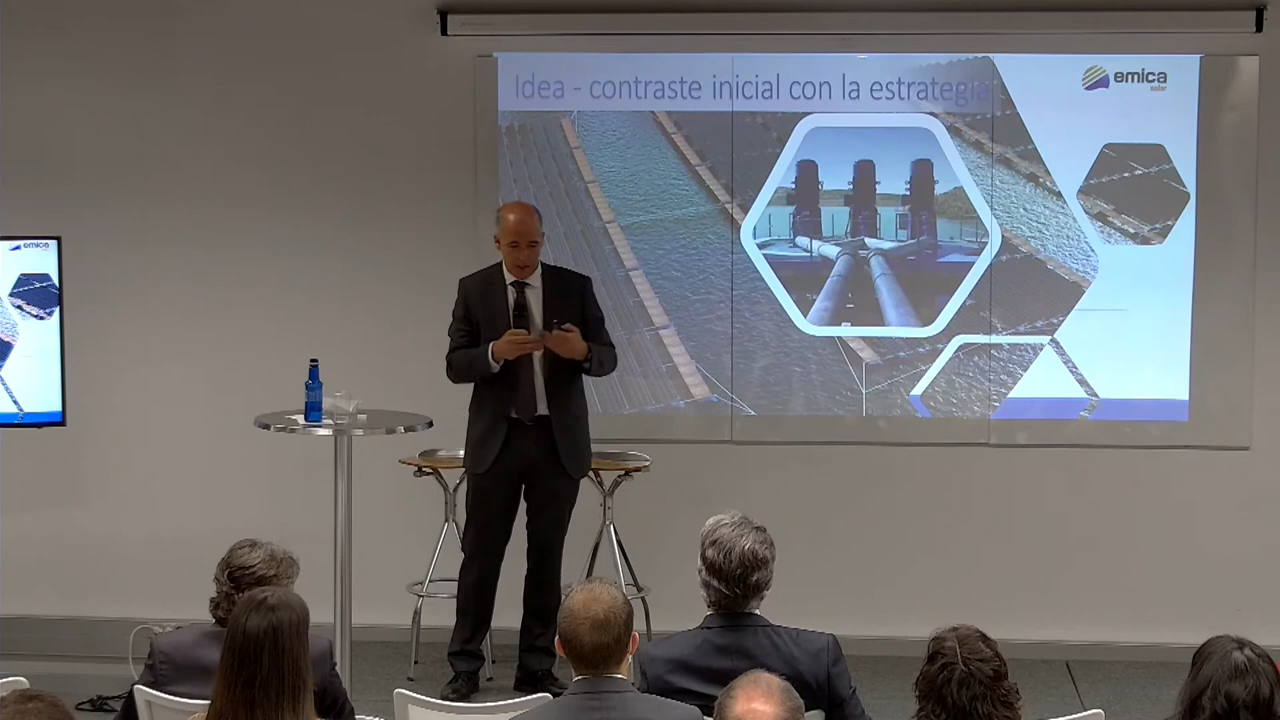 Idea - contraste inicial con la estrategia
emica
solar
emica